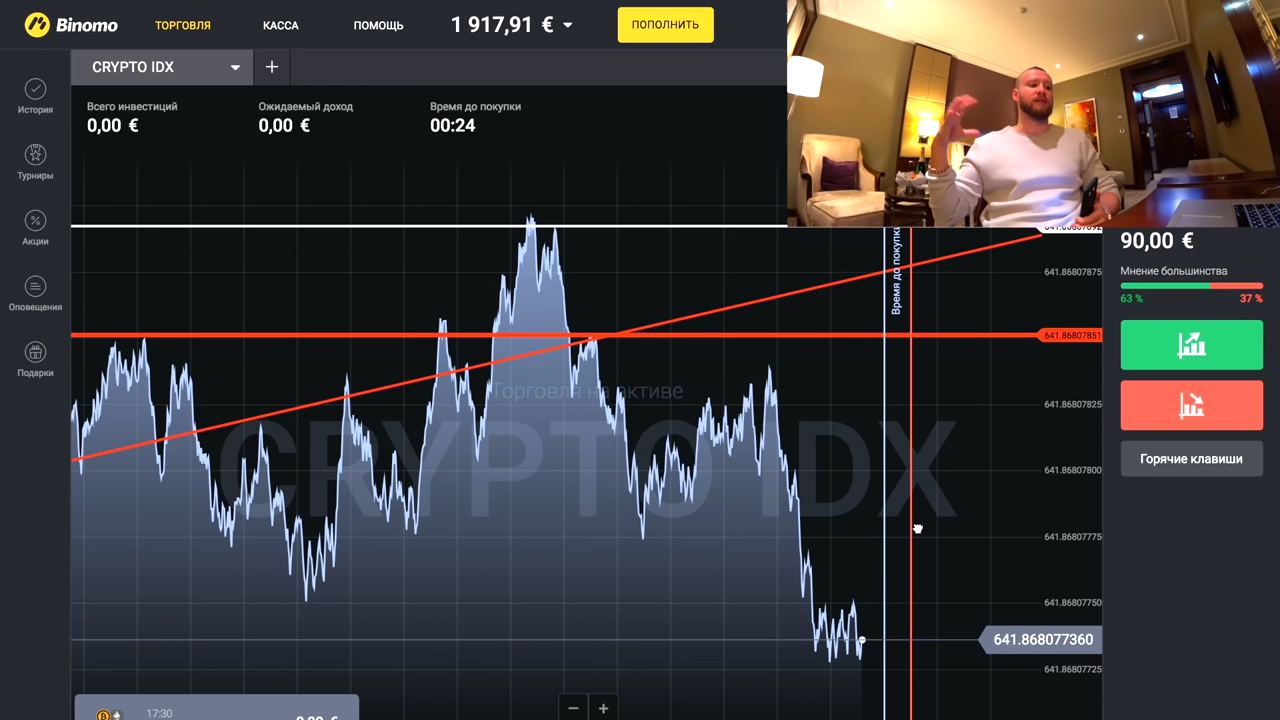 Binomo
ТОРГОВЛЯ
КАССА
ПОМОЩЬ
1 917,91 €
ПОПОЛНИТЬ
CRYPTO IDX
+
История
Турниры
Акции
Оповещения
Подарки
Всего инвестиций
0,00 €
Ожидаемый доход
0,00 €
Время до покупки
00:24
Время до покупки
641.86807875
641.86807851
641.86807825
641.86807800
641.86807775
641.86807750
641.868077360
641.86807725
Торговля на активе
CRYPTO IDX
90,00 €
Мнение большинства
63 %
37 %
Горячие клавиши
17:30
− +